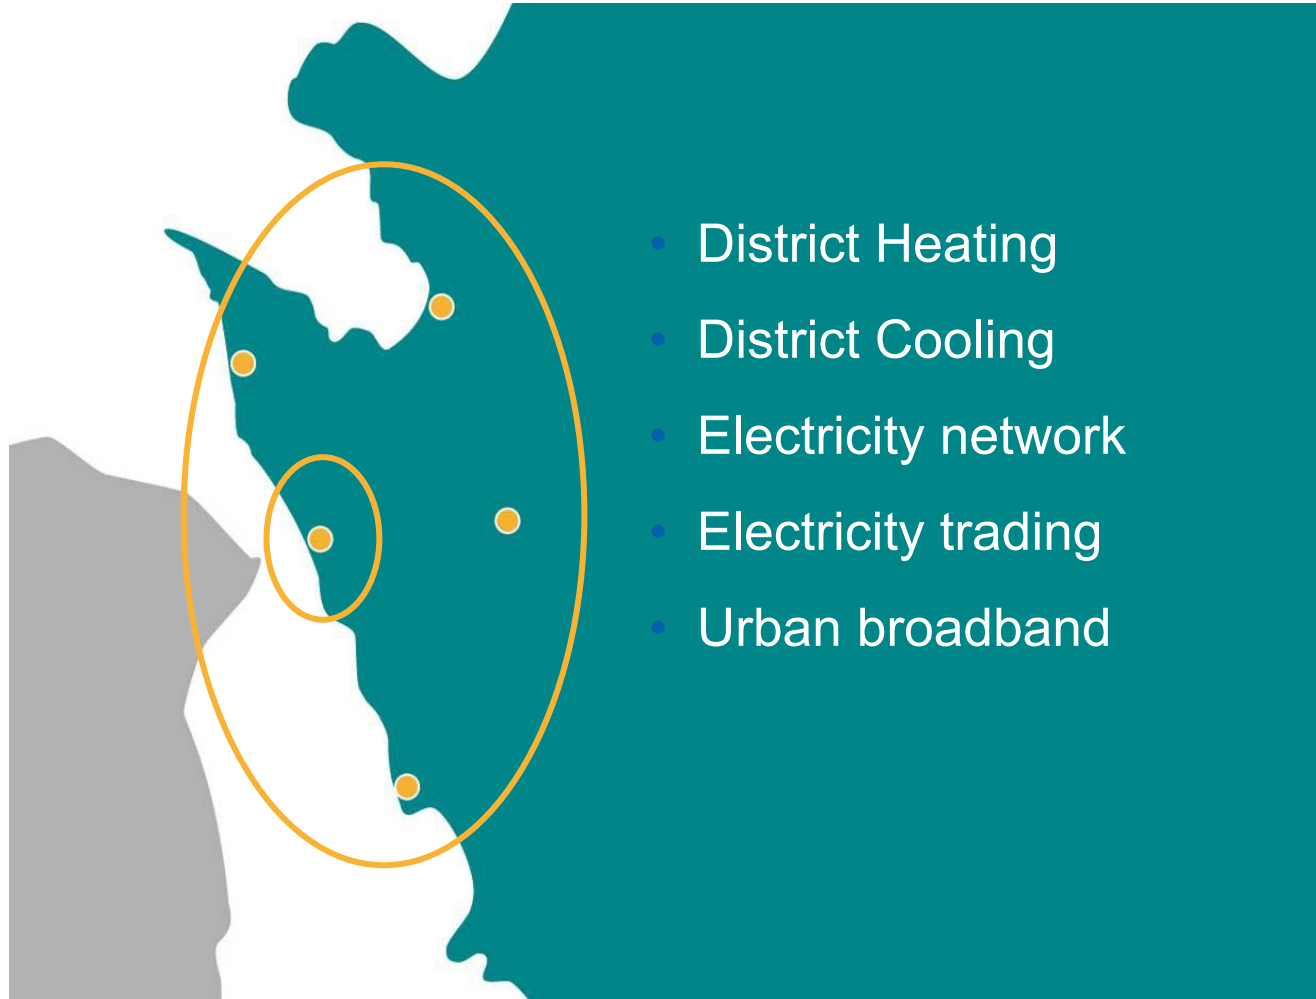 • District Heating
• District Cooling
• Electricity network
• Electricity trading
• Urban broadband